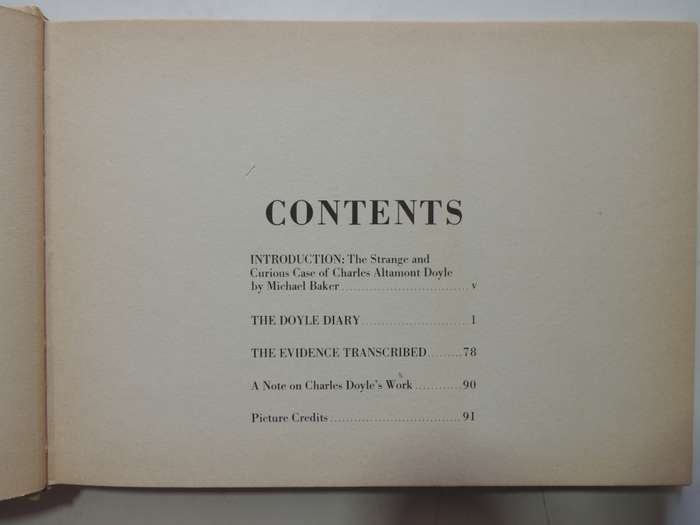 CONTENTS
INTRODUCTION: The Strange and
Curious Case of Charles Altamont Doyle
by Michael Baker................................v
THE DOYLE DIARY...........................1
THE EVIDENCE TRANSCRIBED.........78
A Note on Charles Doyle's Work............90
Picture Credits.................................91